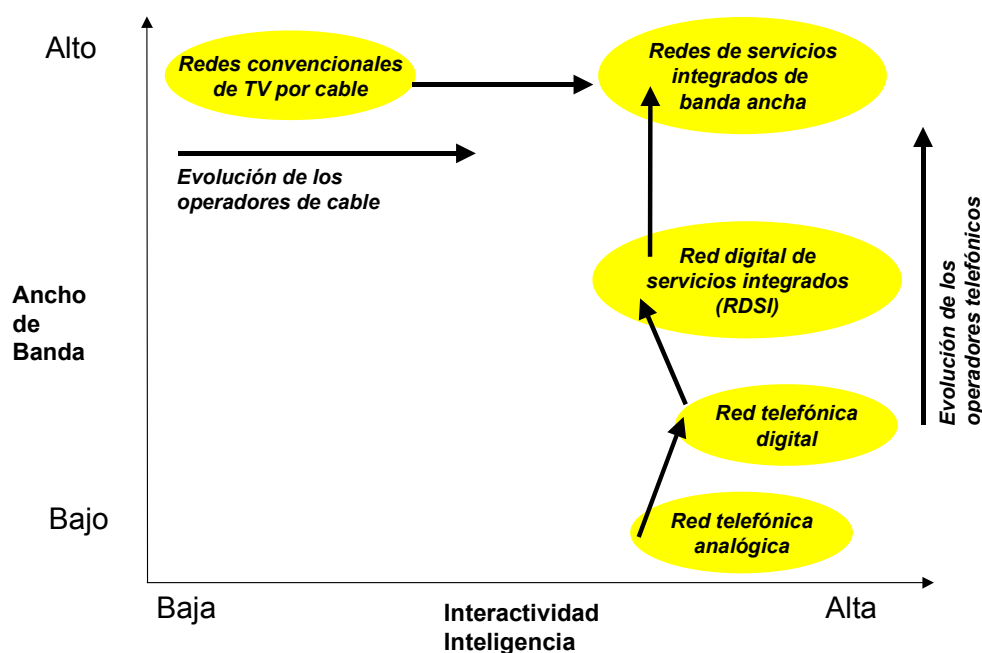 Alto
Redes convencionales
de TV por cable
Redes de servicios
integrados de
banda ancha
Evolución de los
operadores de cable
Red digital de
servicios integrados
(RDSI)
Ancho
de
Banda
Evolución de los
operadores telefónicos
Red telefónica
digital
Bajo
Red telefónica
analógica
Baja
Interactividad
Inteligencia
Alta